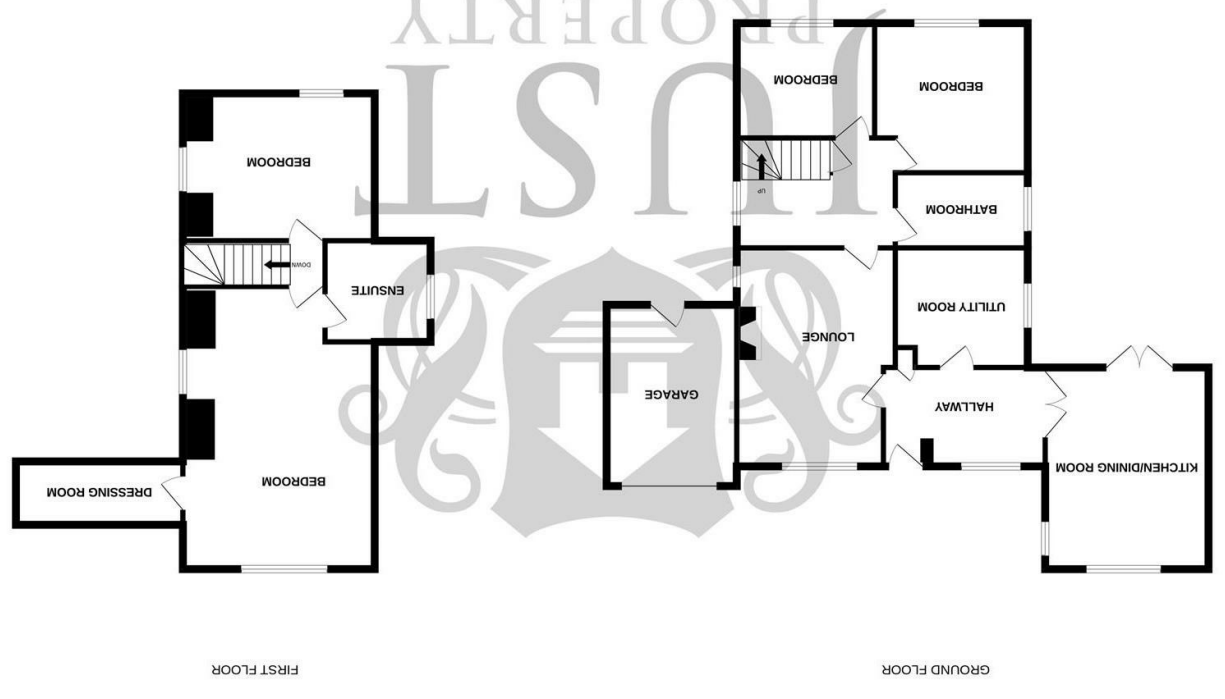 GROUND FLOOR
KITCHEN/DINING ROOM
HALLWAY
GARAGE
LOUNGE
UTILITY ROOM
BATHROOM
UP
BEDROOM
BEDROOM
FIRST FLOOR
BEDROOM
DRESSING ROOM
ENSUITE
DOWN
BEDROOM
JUST
PROPERTY